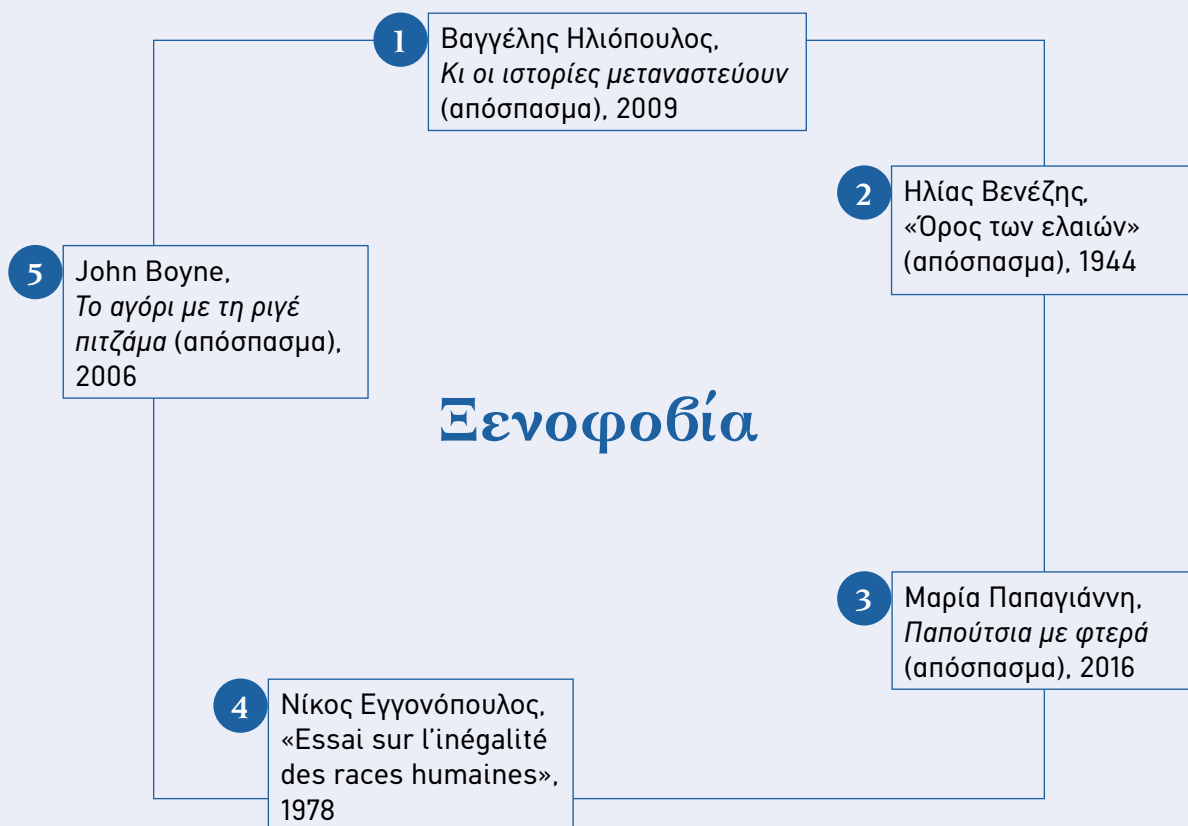 1
Βαγγέλης Ηλιόπουλος,
Κι οι ιστορίες μεταναστεύουν
(απόσπασμα), 2009
2
Ηλίας Βενέζης,
«Όρος των ελαιών»
(απόσπασμα), 1944
5
John Boyne,
Το αγόρι με τη ριγέ
πιτζάμα (απόσπασμα),
2006
Ξενοφοβία
3
Μαρία Παπαγιάννη,
Παπούτσια με φτερά
(απόσπασμα), 2016
4
Νίκος Εγγονόπουλος,
«Essai sur l’inégalité
des races humaines»,
1978